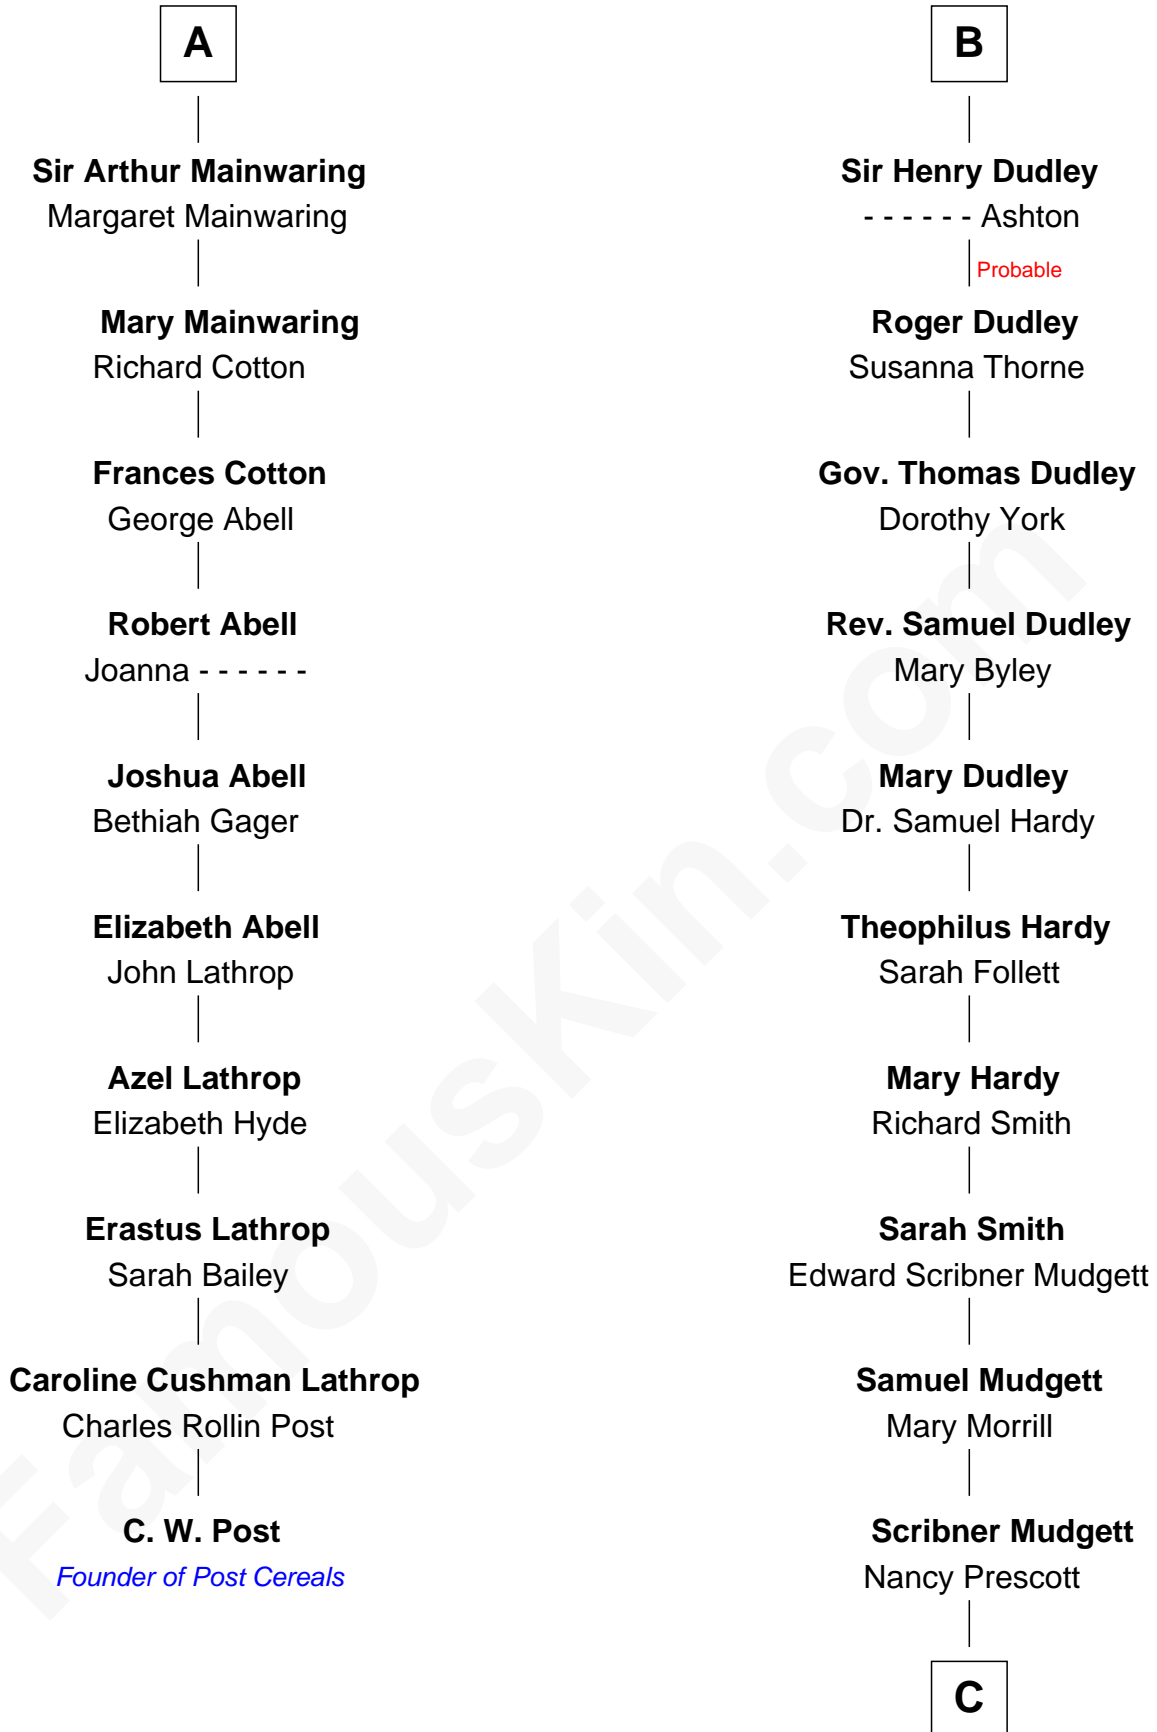 A
Sir Arthur Mainwaring
Margaret Mainwaring
Mary Mainwaring
Richard Cotton
Frances Cotton
George Abell
Robert Abell
Joanna - - - - - -
Joshua Abell
Bethiah Gager
Elizabeth Abell
John Lathrop
Azel Lathrop
Elizabeth Hyde
Erastus Lathrop
Sarah Bailey
Caroline Cushman Lathrop
Charles Rollin Post
C. W. Post
Founder of Post Cereals
B
Sir Henry Dudley
- - - - - - Ashton
Probable
Roger Dudley
Susanna Thorne
Gov. Thomas Dudley
Dorothy York
Rev. Samuel Dudley
Mary Byley
Mary Dudley
Dr. Samuel Hardy
Theophilus Hardy
Sarah Follett
Mary Hardy
Richard Smith
Sarah Smith
Edward Scribner Mudgett
Samuel Mudgett
Mary Morrill
Scribner Mudgett
Nancy Prescott
C
FamousKin.com